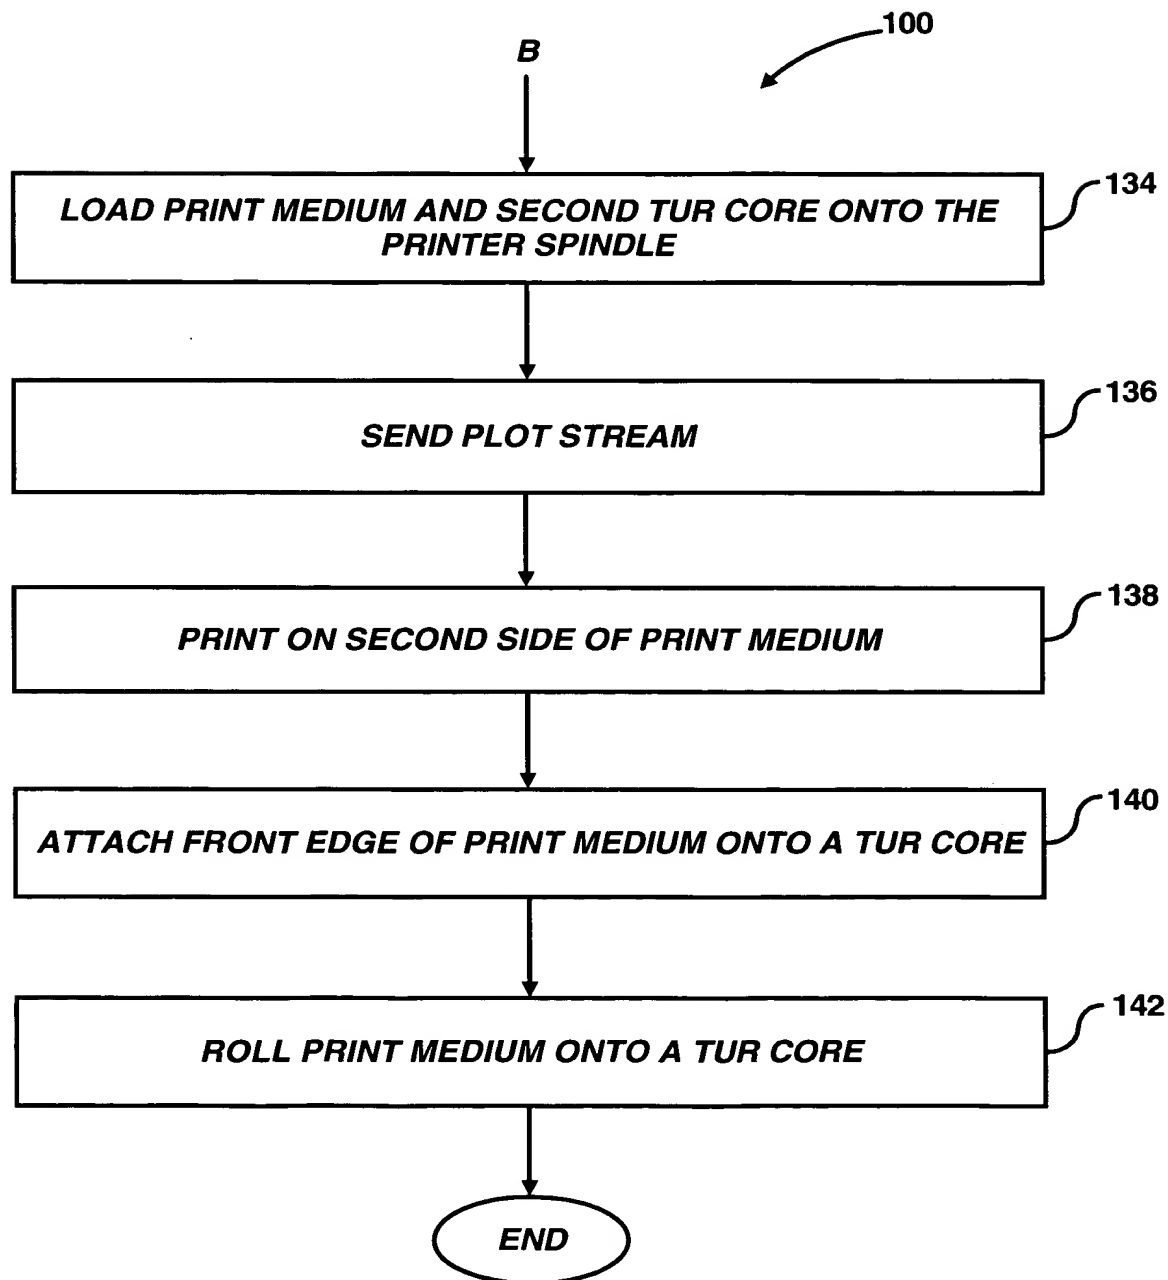 100
B
134
LOAD PRINT MEDIUM AND SECOND TUR CORE ONTO THE
PRINTER SPINDLE
136
SEND PLOT STREAM
138
PRINT ON SECOND SIDE OF PRINT MEDIUM
140
ATTACH FRONT EDGE OF PRINT MEDIUM ONTO A TUR CORE
142
ROLL PRINT MEDIUM ONTO A TUR CORE
END